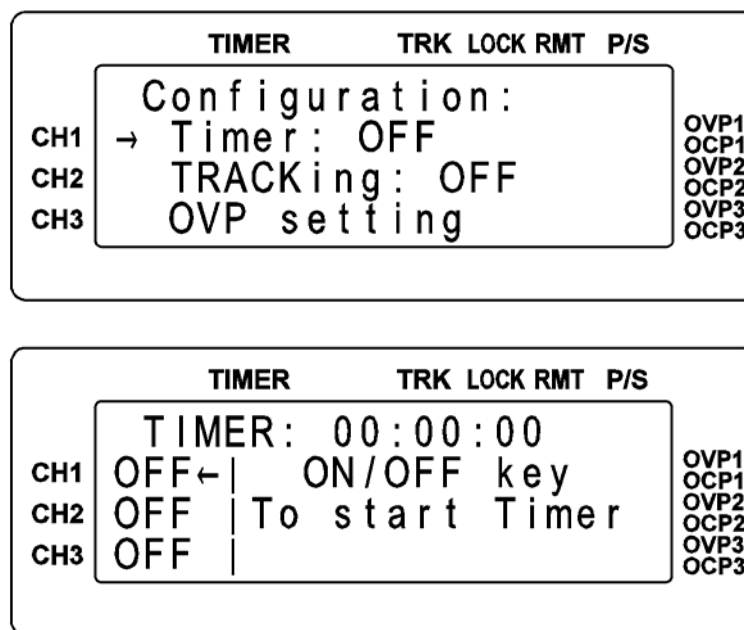 TIMER TRK LOCK RMT P/S
Configuration:
CH1 → Timer: OFF OVP1
OCP1
CH2 TRACKing: OFF OVP2
OCP2
CH3 OVP setting OVP3
OCP3
TIMER TRK LOCK RMT P/S
TIMER: 00:00:00
CH1 OFF←| ON/OFF key OVP1
OCP1
CH2 OFF |To start Timer OVP2
OCP2
CH3 OFF | OVP3
OCP3